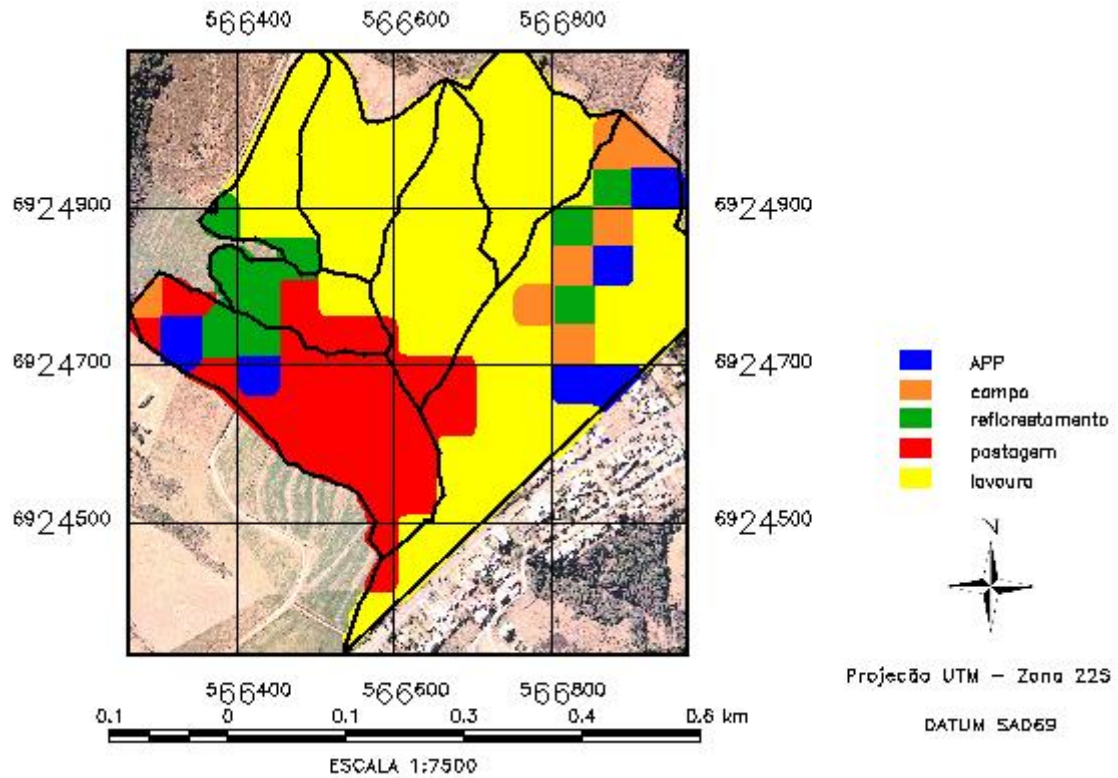 566400 566600 566800
6924900 6924900
6924700 6924700
6924500 6924500
566400 566600 566800
APP
campo
reflorestamento
pastagem
lavoura
N
0.1 0 0.1 0.3 0.4 0.6 km
ESCALA 1:7500
Projecão UTM - Zona 22S
DATUM SAD69